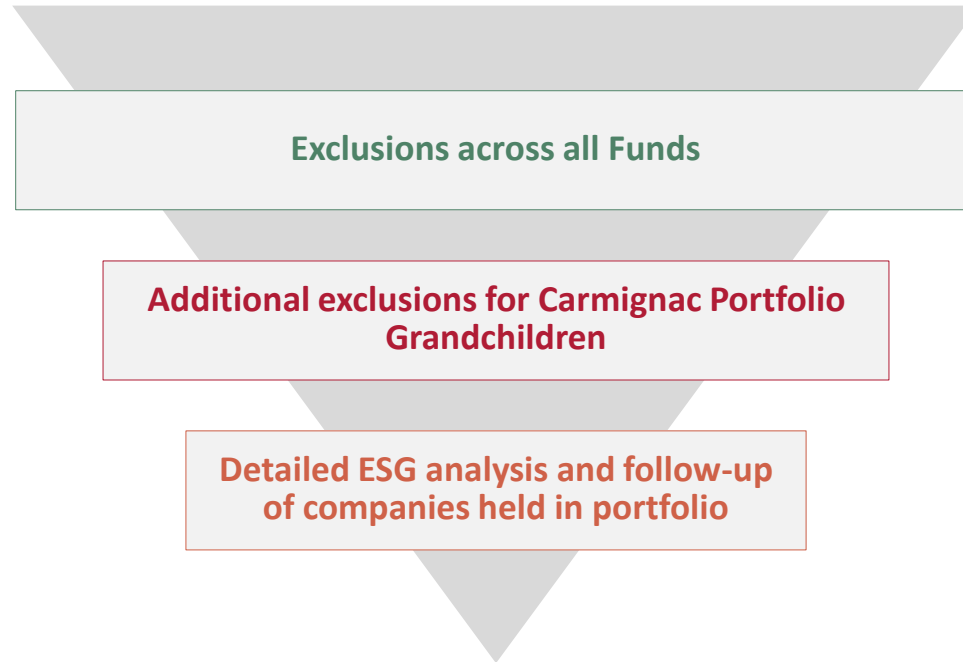 Exclusions across all Funds
Additional exclusions for Carmignac Portfolio
Grandchildren
Detailed ESG analysis and follow-up
of companies held in portfolio